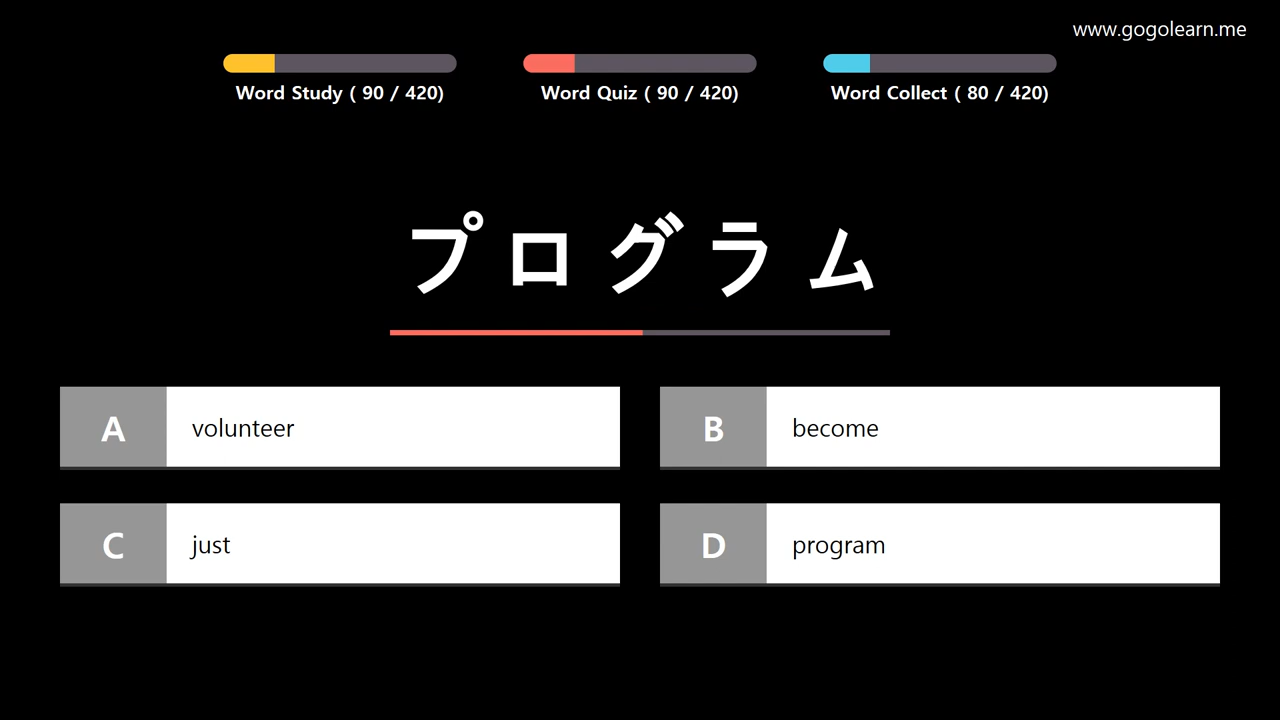 www.gogolearn.me
Word Study ( 90 / 420)
Word Quiz ( 90 / 420)
Word Collect ( 80 / 420)
プログラム
A volunteer
B become
C just
D program